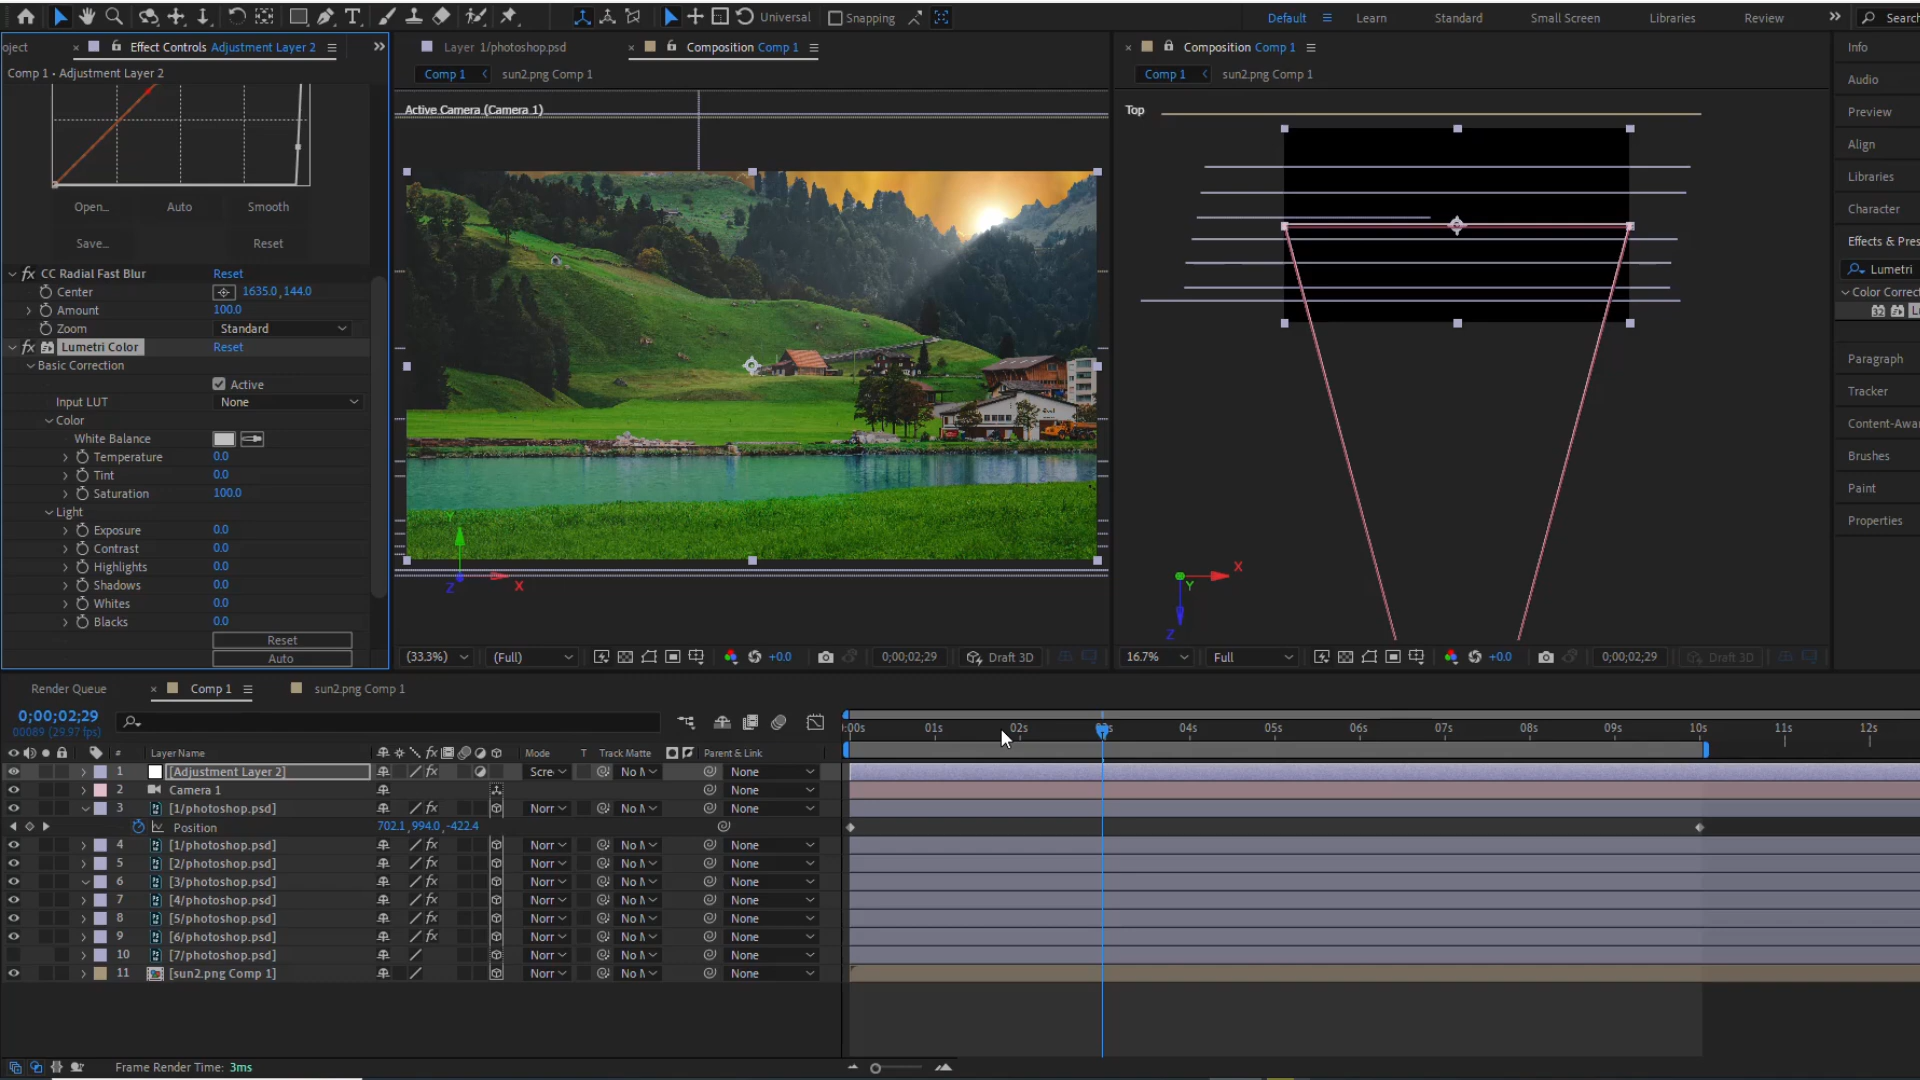 Universal
Snapping
Default
Learn
Standard
Small Screen
Libraries
Review
Search
oject
Effect Controls Adjustment Layer 2
Layer 1/photoshop.psd
Composition Comp 1
Composition Comp 1
Info
Comp 1 • Adjustment Layer 2
Comp 1
sun2.png Comp 1
Comp 1
sun2.png Comp 1
Audio
Active Camera (Camera 1)
Top
Preview
Align
Libraries
Character
Effects & Pres
Lumetri
Color Correct
Paragraph
Tracker
Content-Awa
Brushes
Paint
Properties
Open...
Auto
Smooth
Save...
Reset
fx CC Radial Fast Blur
Reset
Center
1635.0, 144.0
Amount
100.0
Zoom
Standard
fx Lumetri Color
Reset
Basic Correction
Active
Input LUT
None
Color
White Balance
Temperature
0.0
Tint
0.0
Saturation
100.0
Light
Exposure
0.0
Contrast
0.0
Highlights
0.0
Shadows
0.0
Whites
0.0
Blacks
0.0
Reset
Auto
Y
Z
X
X
Y
Z
(33.3%)
(Full)
+0.0
0;00;02;29
Draft 3D
16.7%
Full
+0.0
0;00;02;29
Draft 3D
Render Queue
Comp 1
sun2.png Comp 1
0;00;02;29
00089 (29.97 fps)
:00s
01s
02s
04s
05s
06s
07s
08s
09s
10s
11s
12s
#
Layer Name
fx
Mode
T
Track Matte
Parent & Link
1
[Adjustment Layer 2]
fx
Scre
No M
None
2
Camera 1
None
3
[1/photoshop.psd]
fx
Norr
No M
None
Position
702.1, 994.0, -422.4
4
[1/photoshop.psd]
fx
Norr
No M
None
5
[2/photoshop.psd]
fx
Norr
No M
None
6
[3/photoshop.psd]
fx
Norr
No M
None
7
[4/photoshop.psd]
fx
Norr
No M
None
8
[5/photoshop.psd]
fx
Norr
No M
None
9
[6/photoshop.psd]
fx
Norr
No M
None
10
[7/photoshop.psd]
Norr
No M
None
11
[sun2.png Comp 1]
Norr
No M
None
Frame Render Time: 3ms